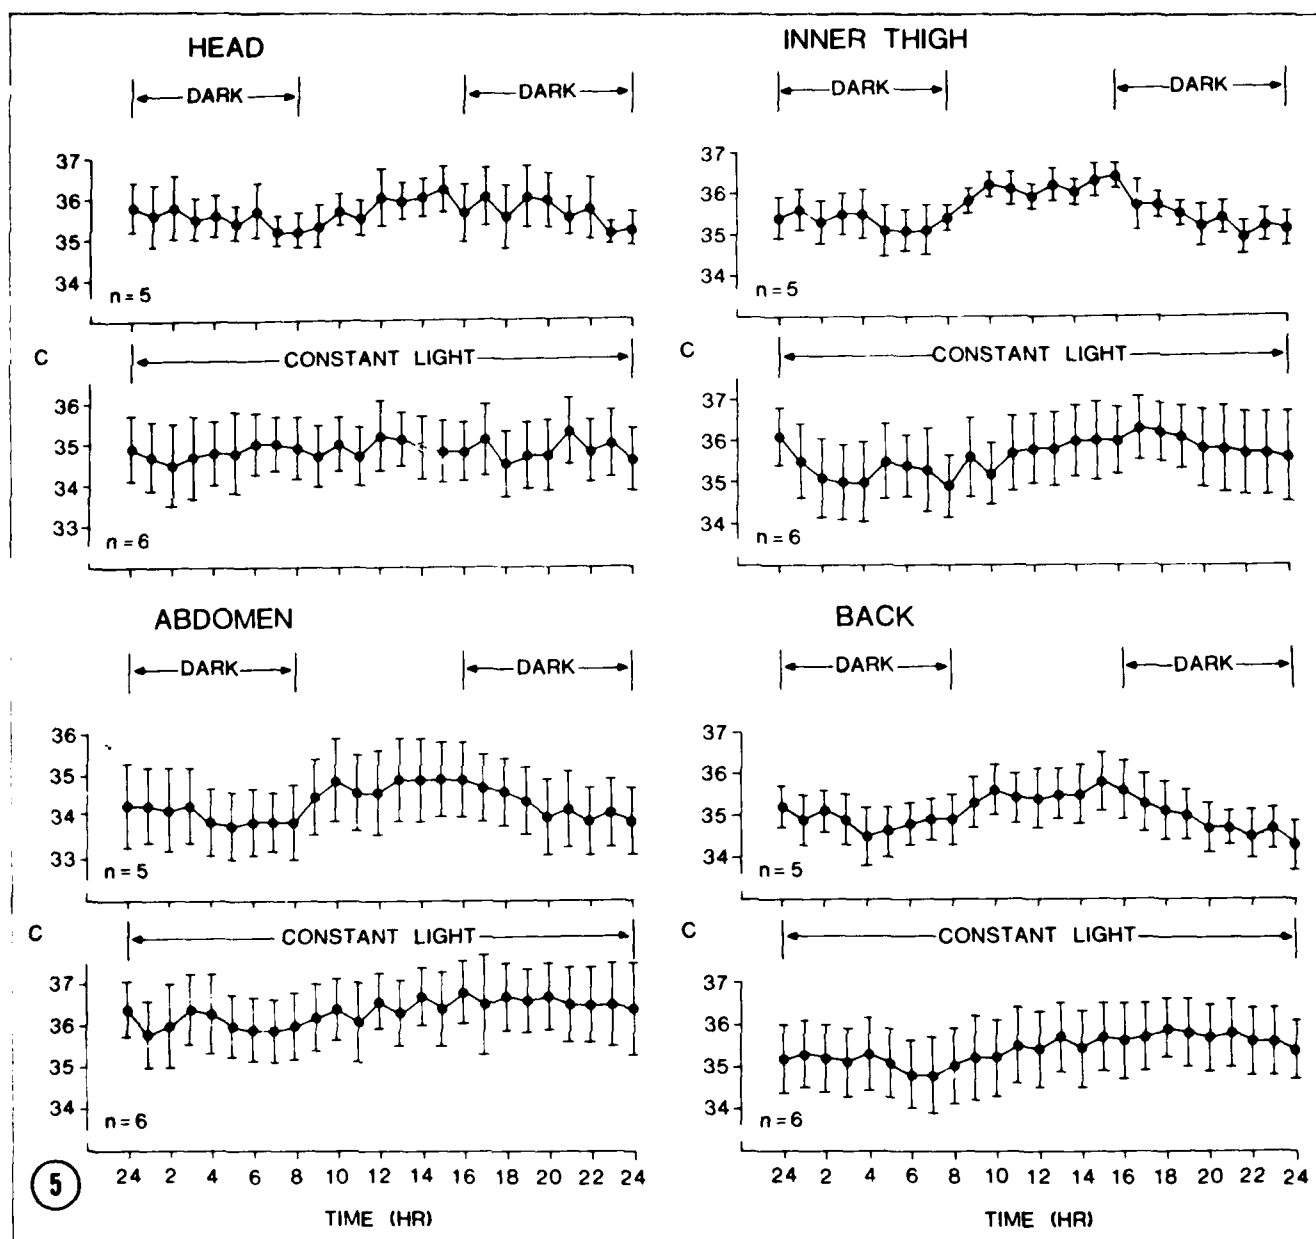 HEAD
DARK DARK
37
36
35
34
n = 5
C CONSTANT LIGHT
36
35
34
33
n = 6
INNER THIGH
DARK DARK
37
36
35
34
n = 5
C CONSTANT LIGHT
37
36
35
34
n = 6
ABDOMEN
DARK DARK
36
35
34
33
n = 5
C CONSTANT LIGHT
37
36
35
34
n = 6
24 2 4 6 8 10 12 14 16 18 20 22 24
TIME (HR)
BACK
DARK DARK
37
36
35
34
n = 5
C CONSTANT LIGHT
37
36
35
34
n = 6
24 2 4 6 8 10 12 14 16 18 20 22 24
TIME (HR)
5